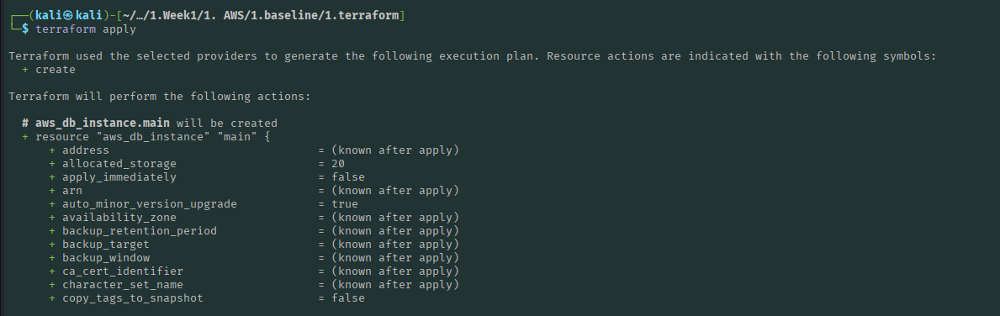 ┌──(kali㉿kali)-[~/…/1.Week1/1. AWS/1.baseline/1.terraform]
└─$ terraform apply
Terraform used the selected providers to generate the following execution plan. Resource actions are indicated with the following symbols:
  + create
Terraform will perform the following actions:
  # aws_db_instance.main will be created
  + resource "aws_db_instance" "main" {
      + address                               = (known after apply)
      + allocated_storage                     = 20
      + apply_immediately                     = false
      + arn                                   = (known after apply)
      + auto_minor_version_upgrade            = true
      + availability_zone                     = (known after apply)
      + backup_retention_period               = (known after apply)
      + backup_target                         = (known after apply)
      + backup_window                         = (known after apply)
      + ca_cert_identifier                    = (known after apply)
      + character_set_name                    = (known after apply)
      + copy_tags_to_snapshot                 = false